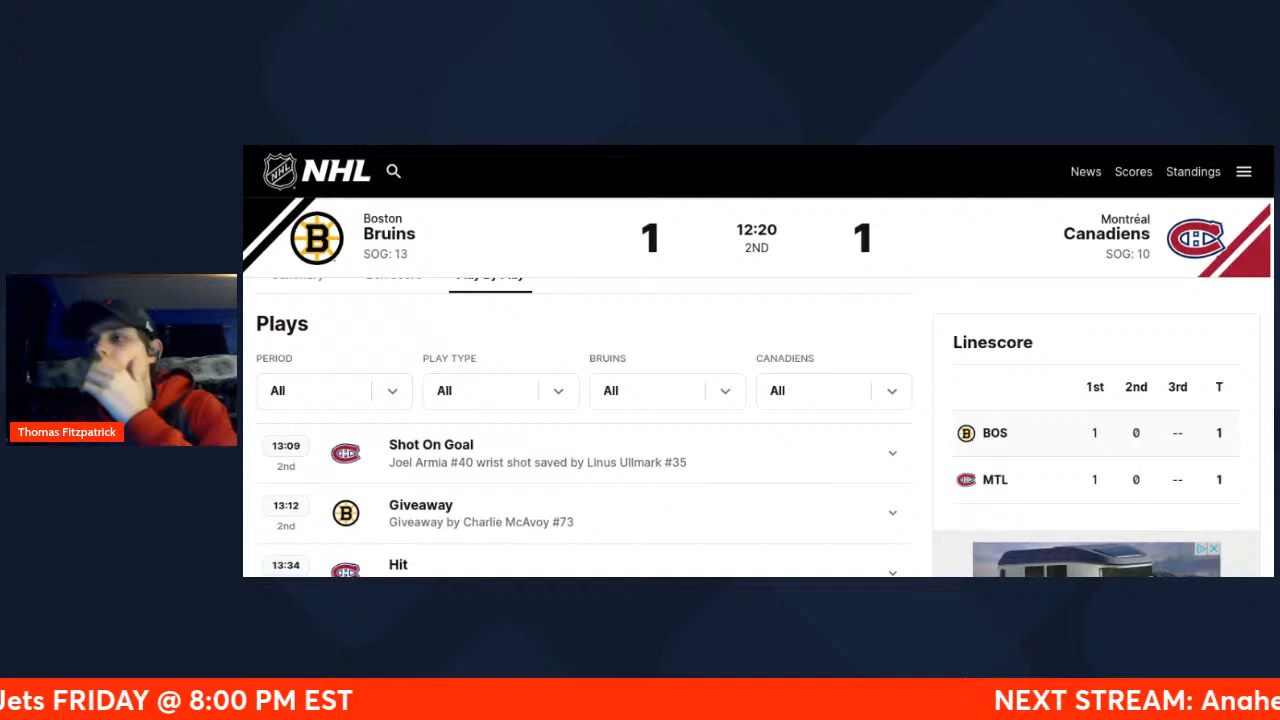 NHL
News
Scores
Standings
Boston
Bruins
SOG: 13
1
12:20
2ND
1
Montréal
Canadiens
SOG: 10
Plays
PERIOD
PLAY TYPE
BRUINS
CANADIENS
All
All
All
All
13:09
2nd
Shot On Goal
Joel Armia #40 wrist shot saved by Linus Ullmark #35
13:12
2nd
Giveaway
Giveaway by Charlie McAvoy #73
13:34
Hit
Linescore
1st 2nd 3rd T
BOS 1 0 -- 1
MTL 1 0 -- 1
Thomas Fitzpatrick
Jets FRIDAY @ 8:00 PM EST
NEXT STREAM: Anahe